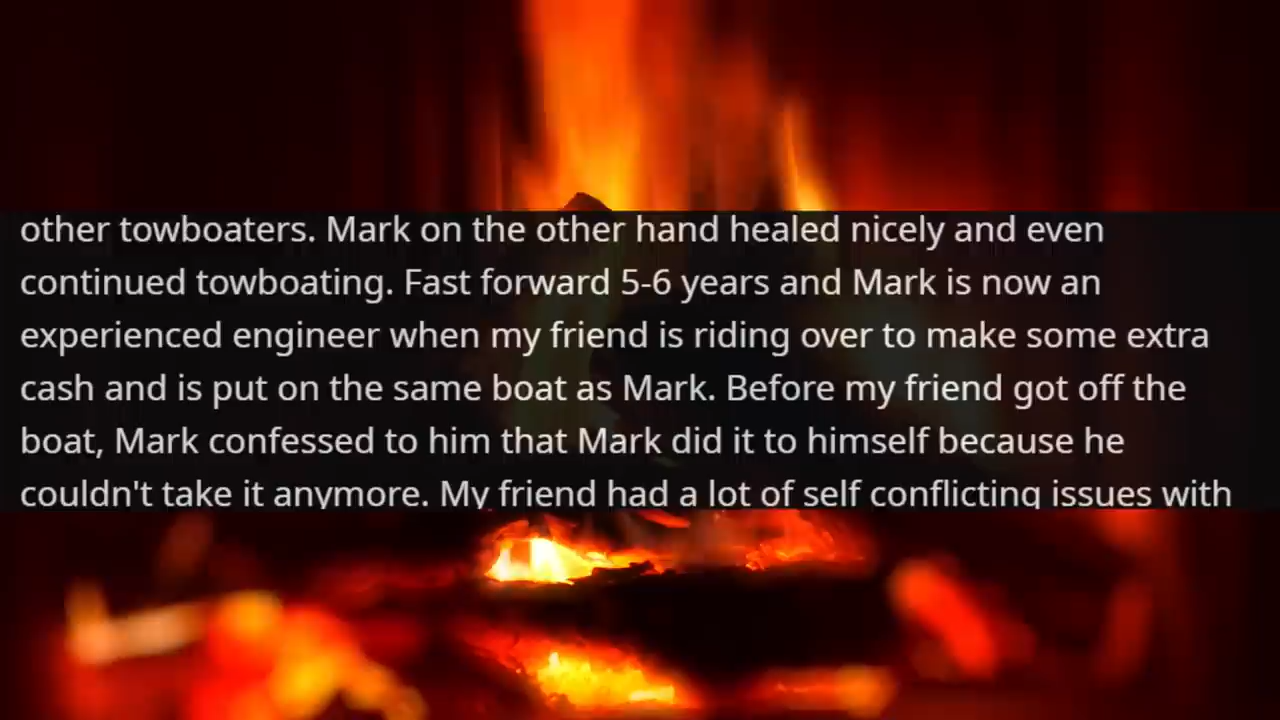 other towboaters. Mark on the other hand healed nicely and even
continued towboating. Fast forward 5-6 years and Mark is now an
experienced engineer when my friend is riding over to make some extra
cash and is put on the same boat as Mark. Before my friend got off the
boat, Mark confessed to him that Mark did it to himself because he
couldn't take it anymore. My friend had a lot of self conflicting issues with